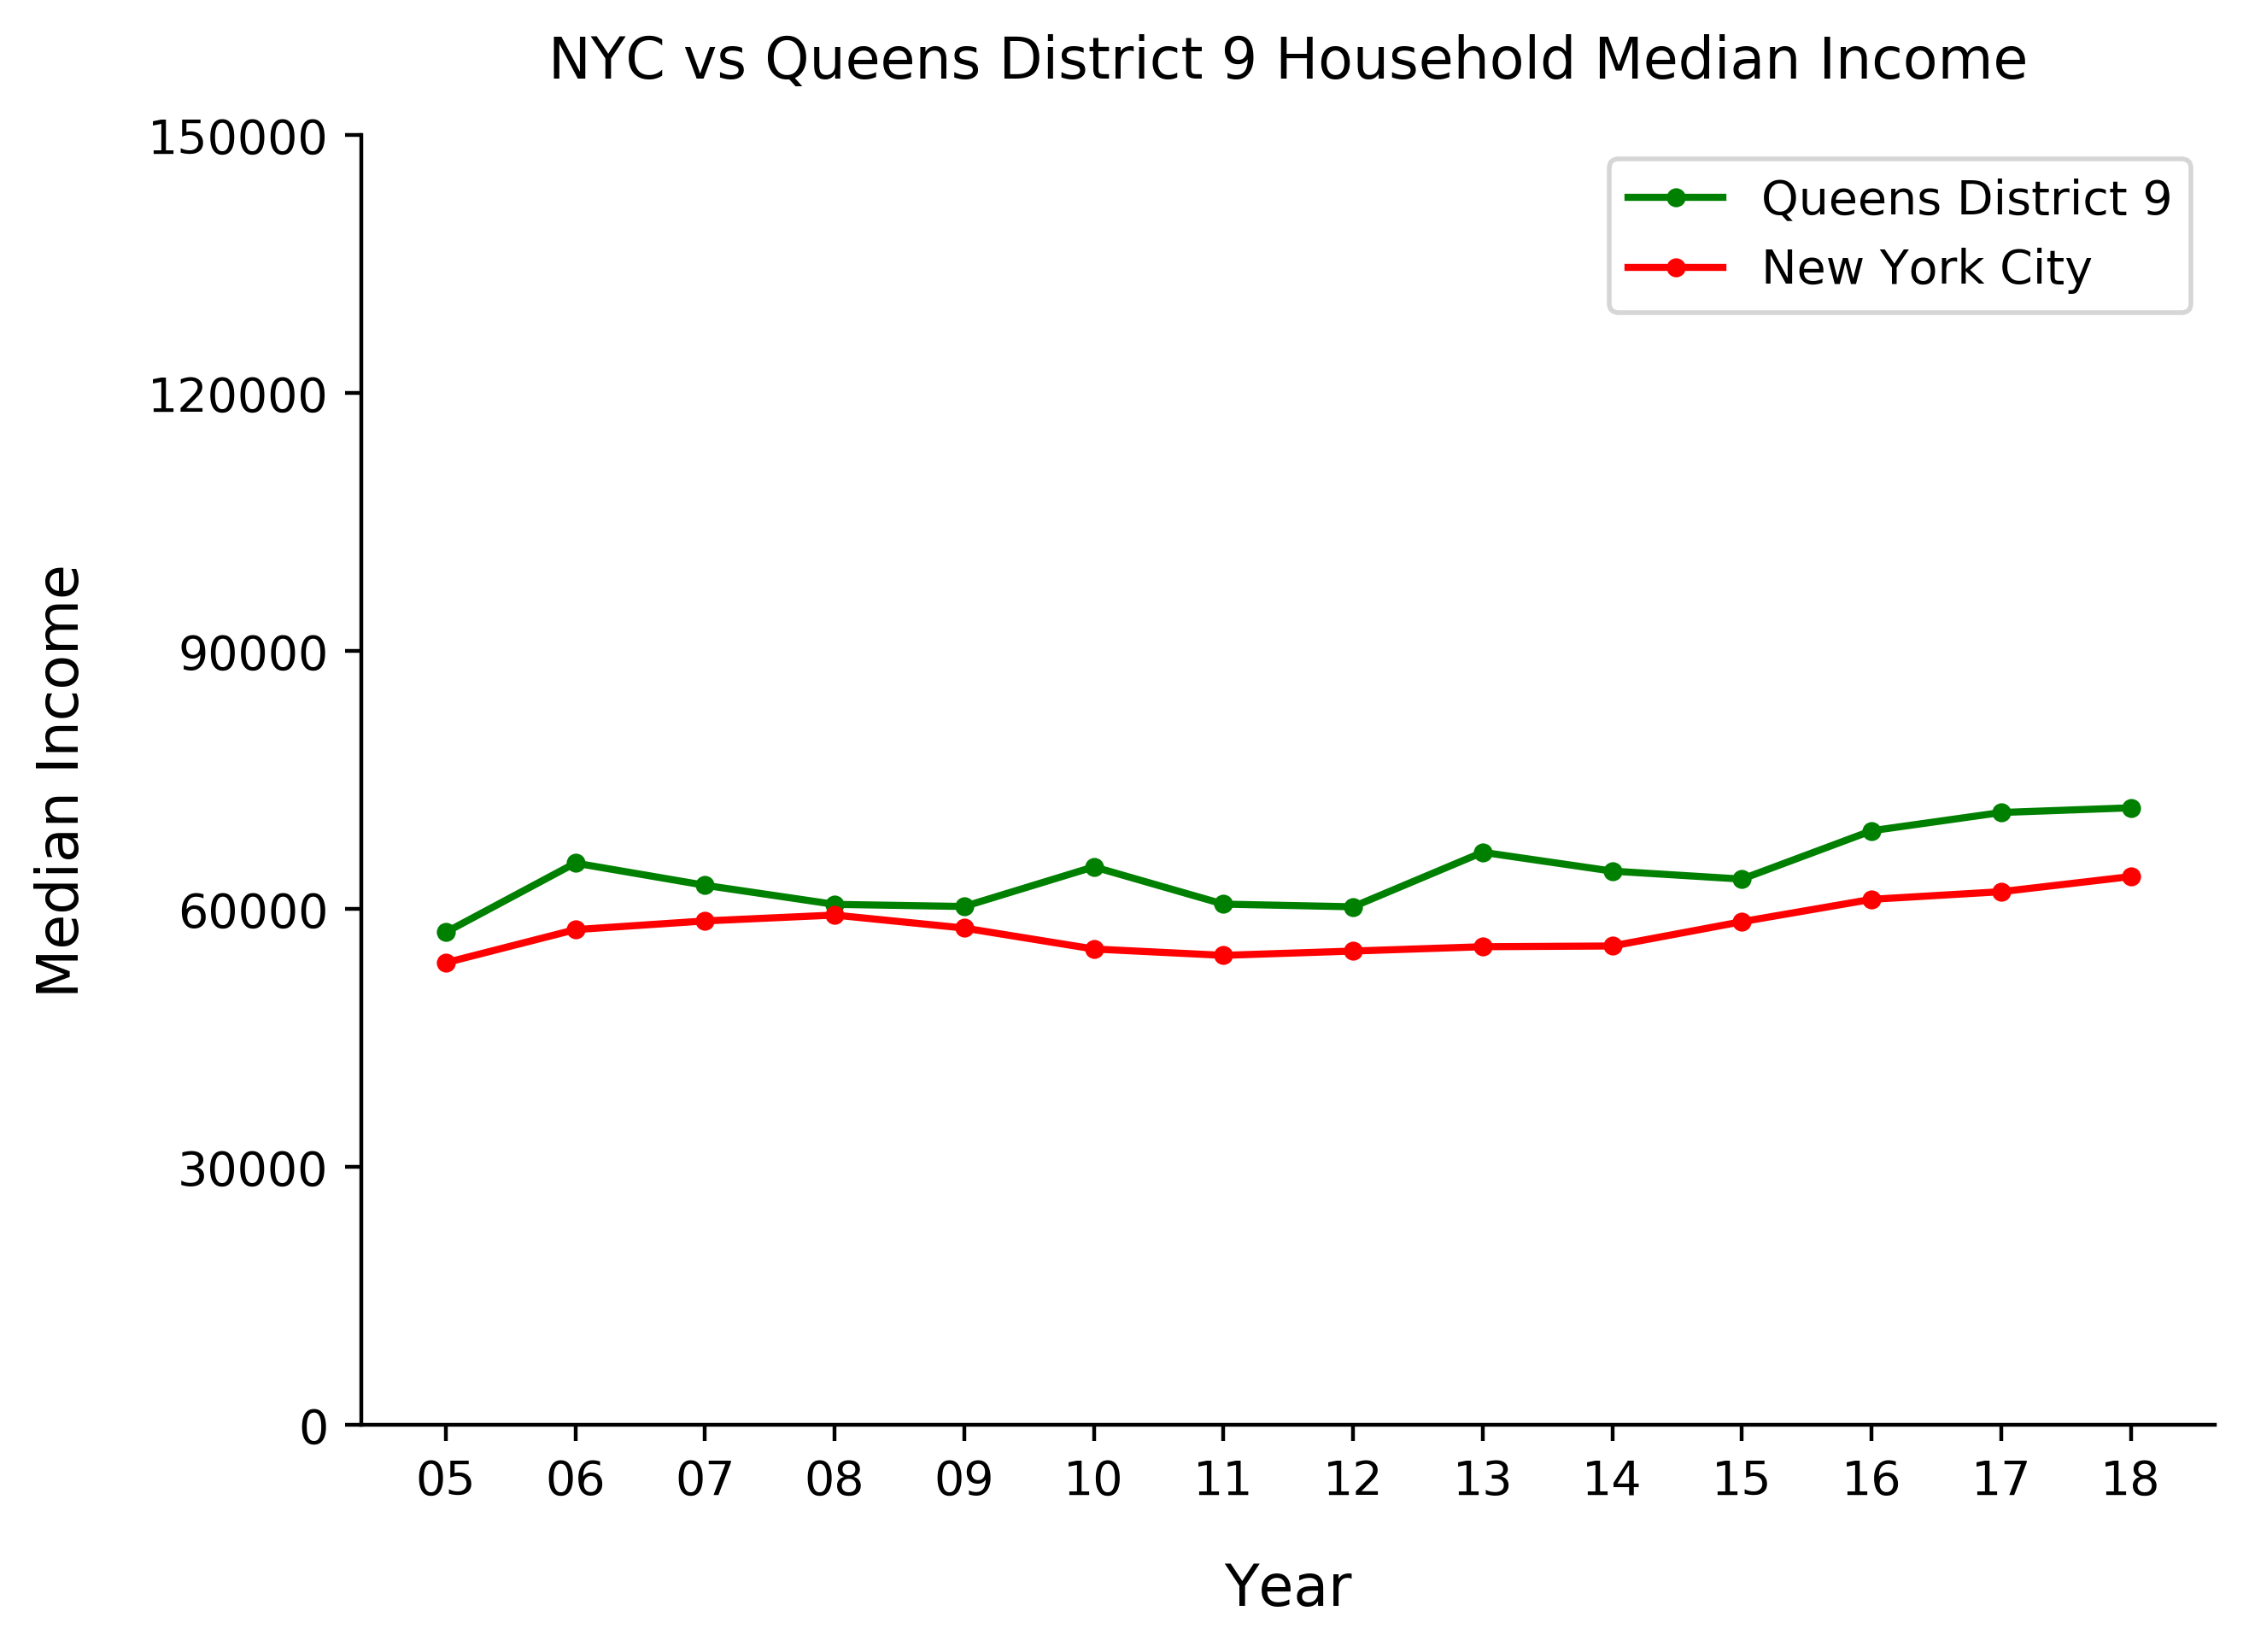 NYC vs Queens District 9 Household Median Income
150000
120000
90000
60000
30000
0
Median Income
Queens District 9
New York City
05 06 07 08 09 10 11 12 13 14 15 16 17 18
Year